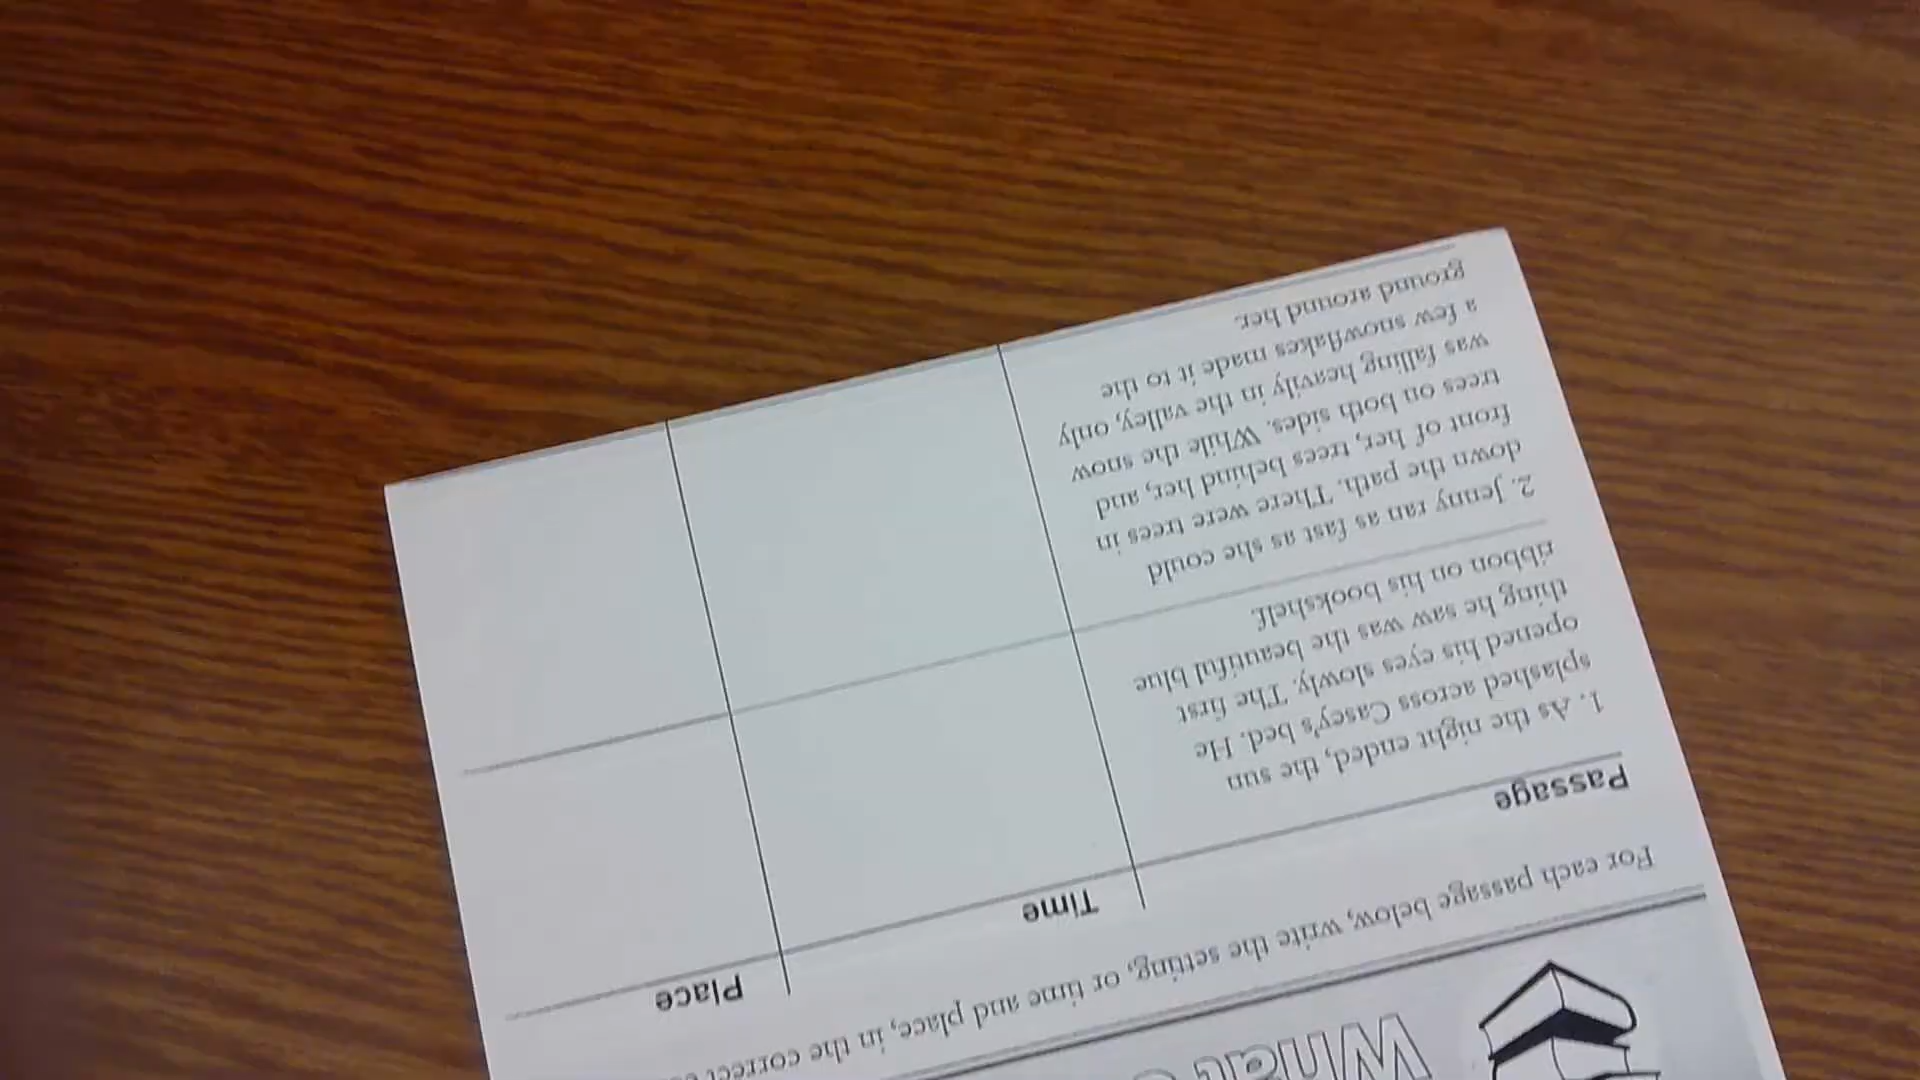 What
For each passage below, write the setting, or time and place, in the correct
Passage Time Place
1. As the night ended, the sun
splashed across Casey's bed. He
opened his eyes slowly. The first
thing he saw was the beautiful blue
ribbon on his bookshelf.
2. Jenny ran as fast as she could
down the path. There were trees in
front of her, trees behind her, and
trees on both sides. While the snow
was falling heavily in the valley, only
a few snowflakes made it to the
ground around her.